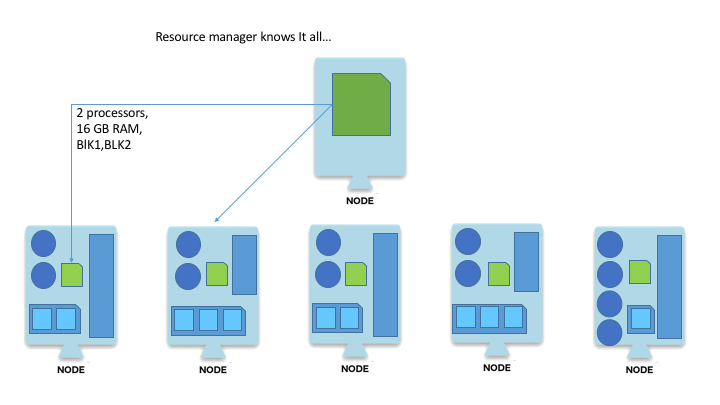 Resource manager knows It all...
2 processors,
16 GB RAM,
BlK1,BLK2
NODE
NODE
NODE
NODE
NODE
NODE